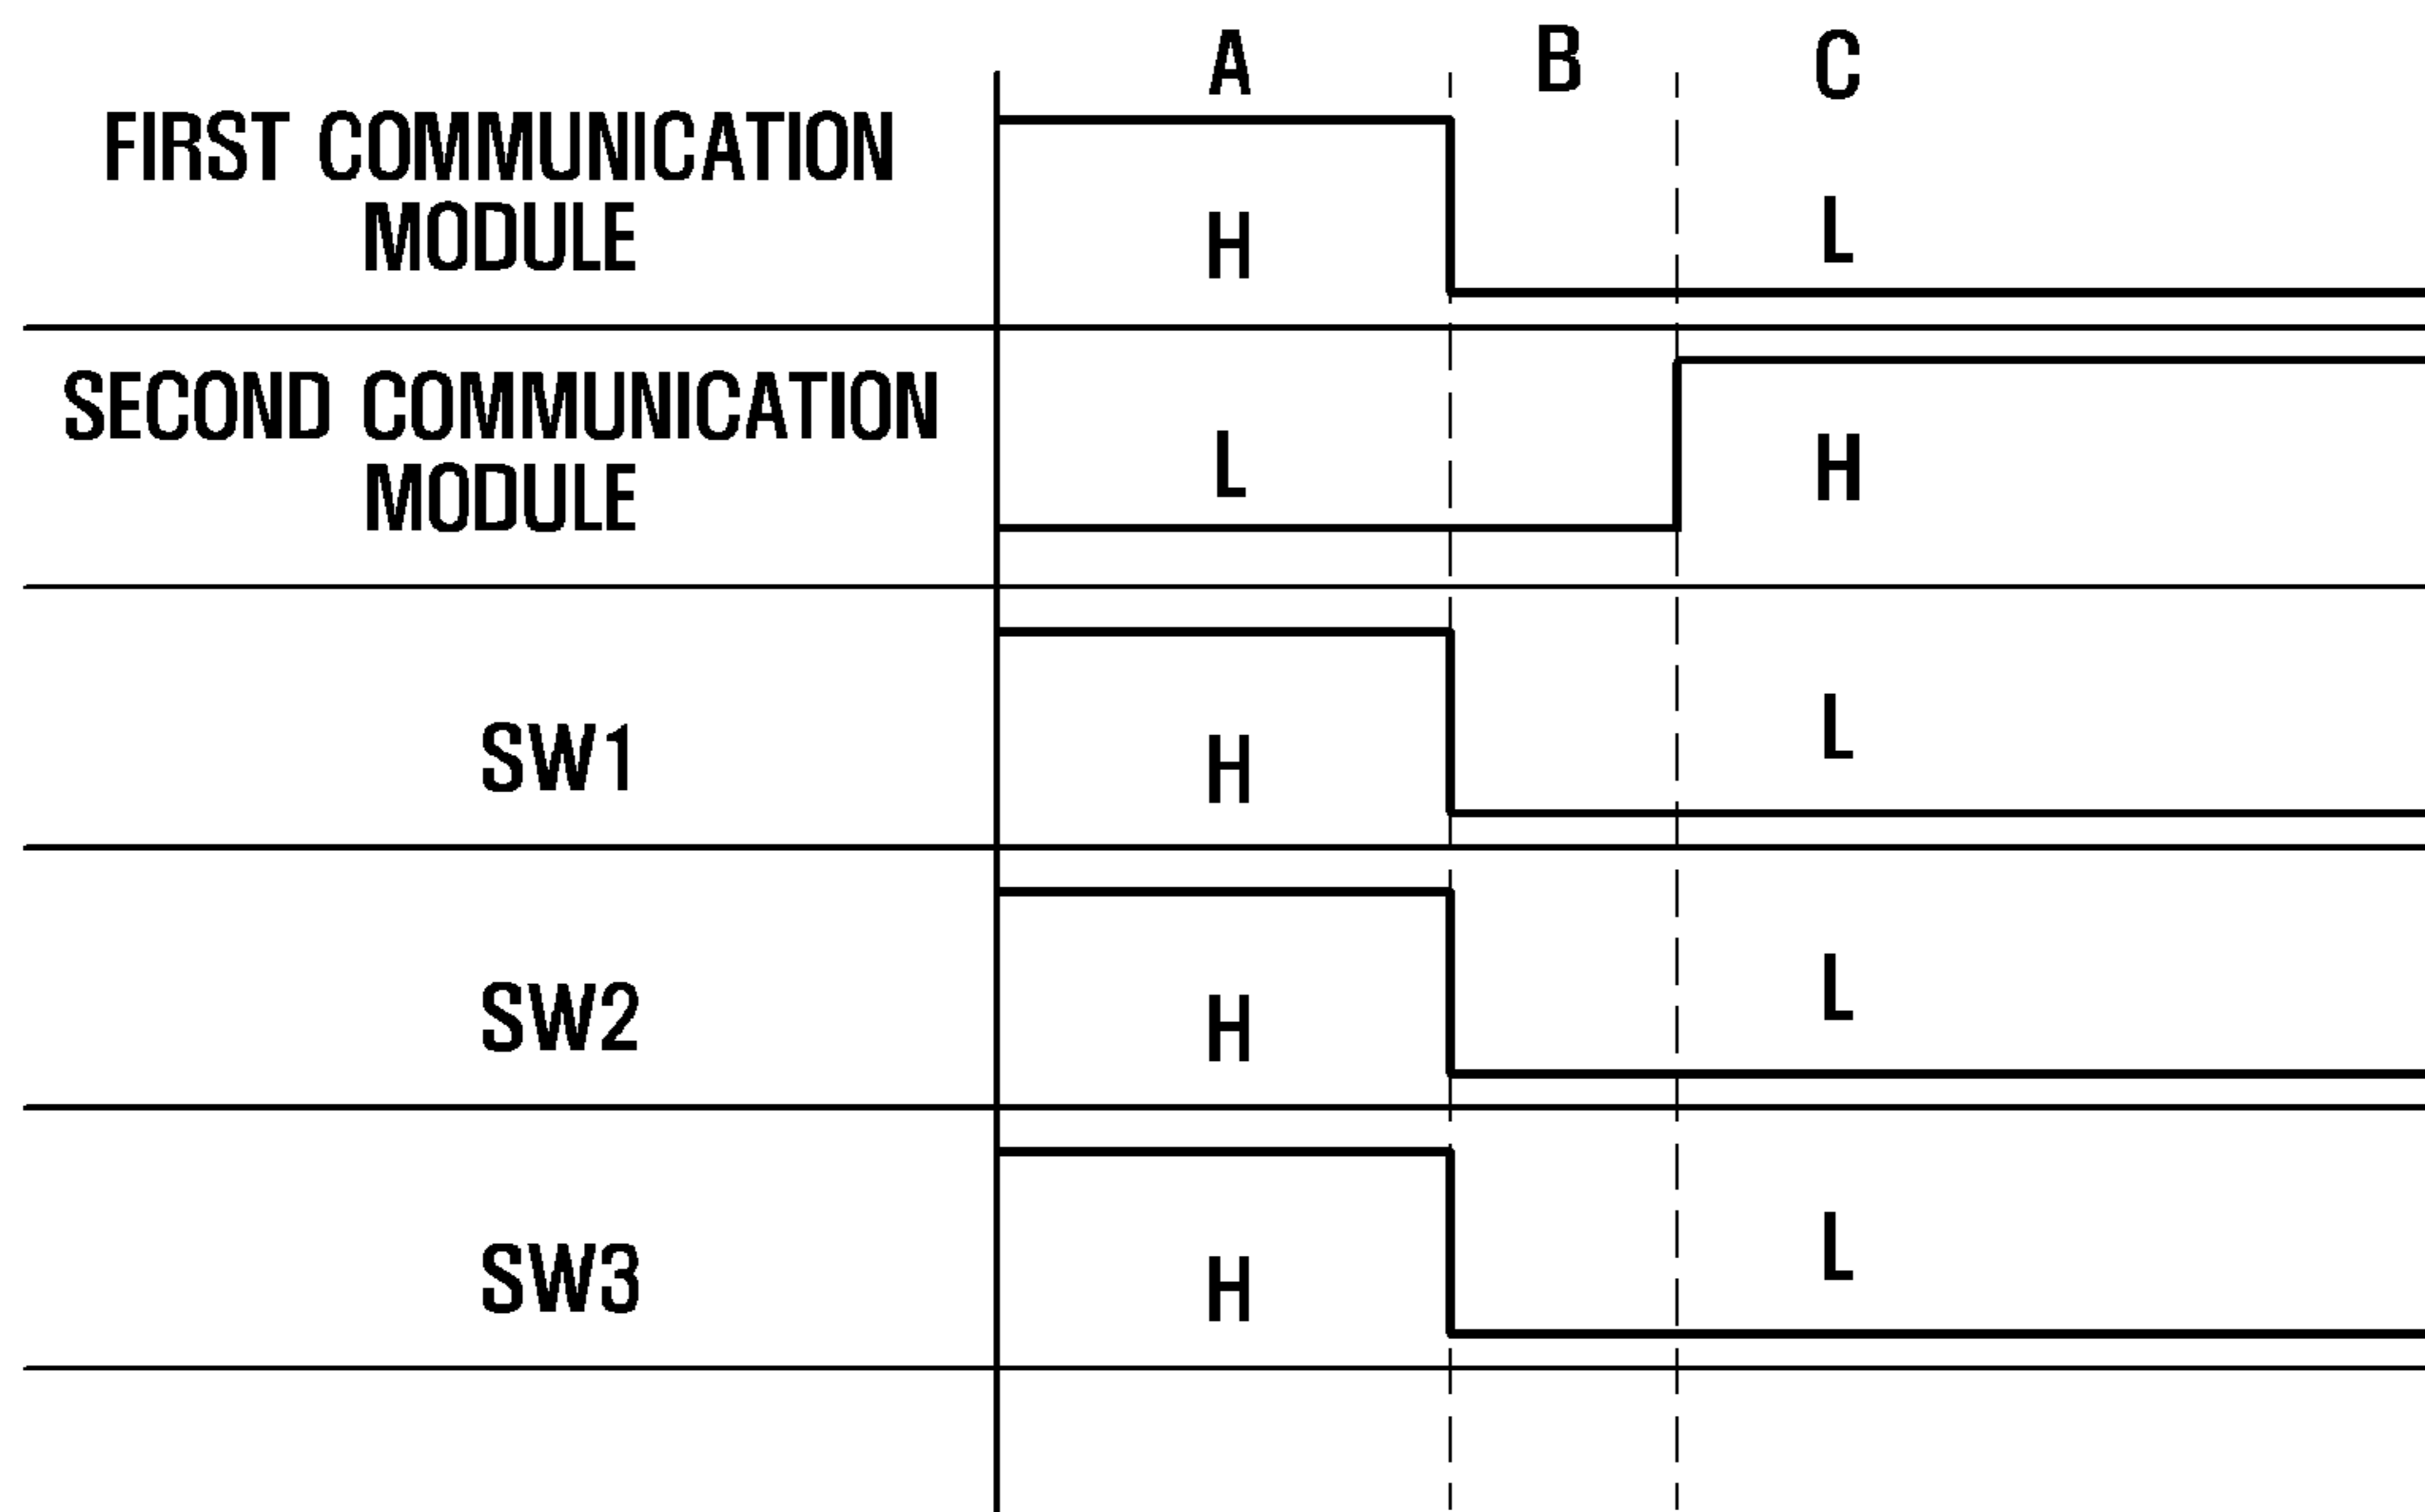 A B C
FIRST COMMUNICATION
MODULE
H L
SECOND COMMUNICATION
MODULE
L H
SW1
H L
SW2
H L
SW3
H L